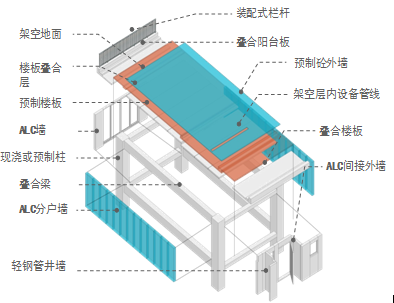 装配式栏杆
架空地面
叠合阳台板
楼板叠合
层
预制砼外墙
预制楼板
架空层内设备管线
ALC墙
叠合楼板
现浇或预制柱
ALC间接外墙
叠合梁
ALC分户墙
轻钢管井墙